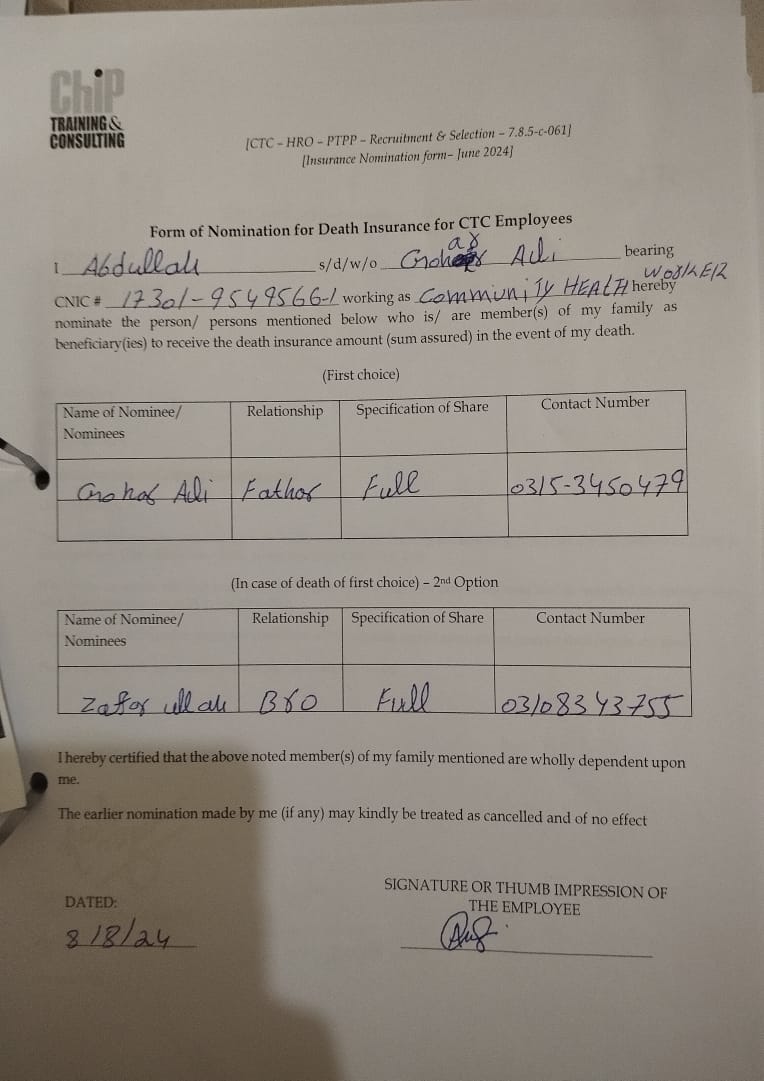 ChiP
TRAINING &
CONSULTING
[CTC – HRO – PTPP – Recruitment & Selection – 7.8.5-c-061]
[Insurance Nomination form– June 2024]
Form of Nomination for Death Insurance for CTC Employees
I Abdullah s/d/w/o Gohar Ali bearing
CNIC # 17301-9549566-1 working as Community HEALTH WORKER hereby
nominate the person/ persons mentioned below who is/ are member(s) of my family as
beneficiary(ies) to receive the death insurance amount (sum assured) in the event of my death.
(First choice)
Name of Nominee/ Relationship Specification of Share Contact Number
Nominees
Gohar Ali Father Full 0315-3450479
(In case of death of first choice) – 2nd Option
Name of Nominee/ Relationship Specification of Share Contact Number
Nominees
Zafar ullah Bro Full 03108343755
I hereby certified that the above noted member(s) of my family mentioned are wholly dependent upon
me.
The earlier nomination made by me (if any) may kindly be treated as cancelled and of no effect
SIGNATURE OR THUMB IMPRESSION OF
DATED: THE EMPLOYEE
8/8/24